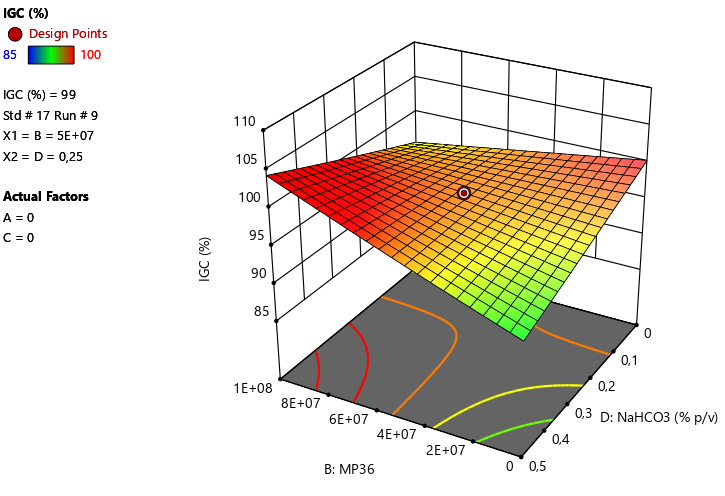 IGC (%)
Design Points
85 100
IGC (%) = 99
Std # 17 Run # 9
X1 = B = 5E+07
X2 = D = 0,25
Actual Factors
A = 0
C = 0
110
105
100
95
90
85
IGC (%)
1E+08
8E+07
6E+07
4E+07
2E+07
0
B: MP36
0
0,1
0,2
0,3
0,4
0,5
D: NaHCO3 (% p/v)